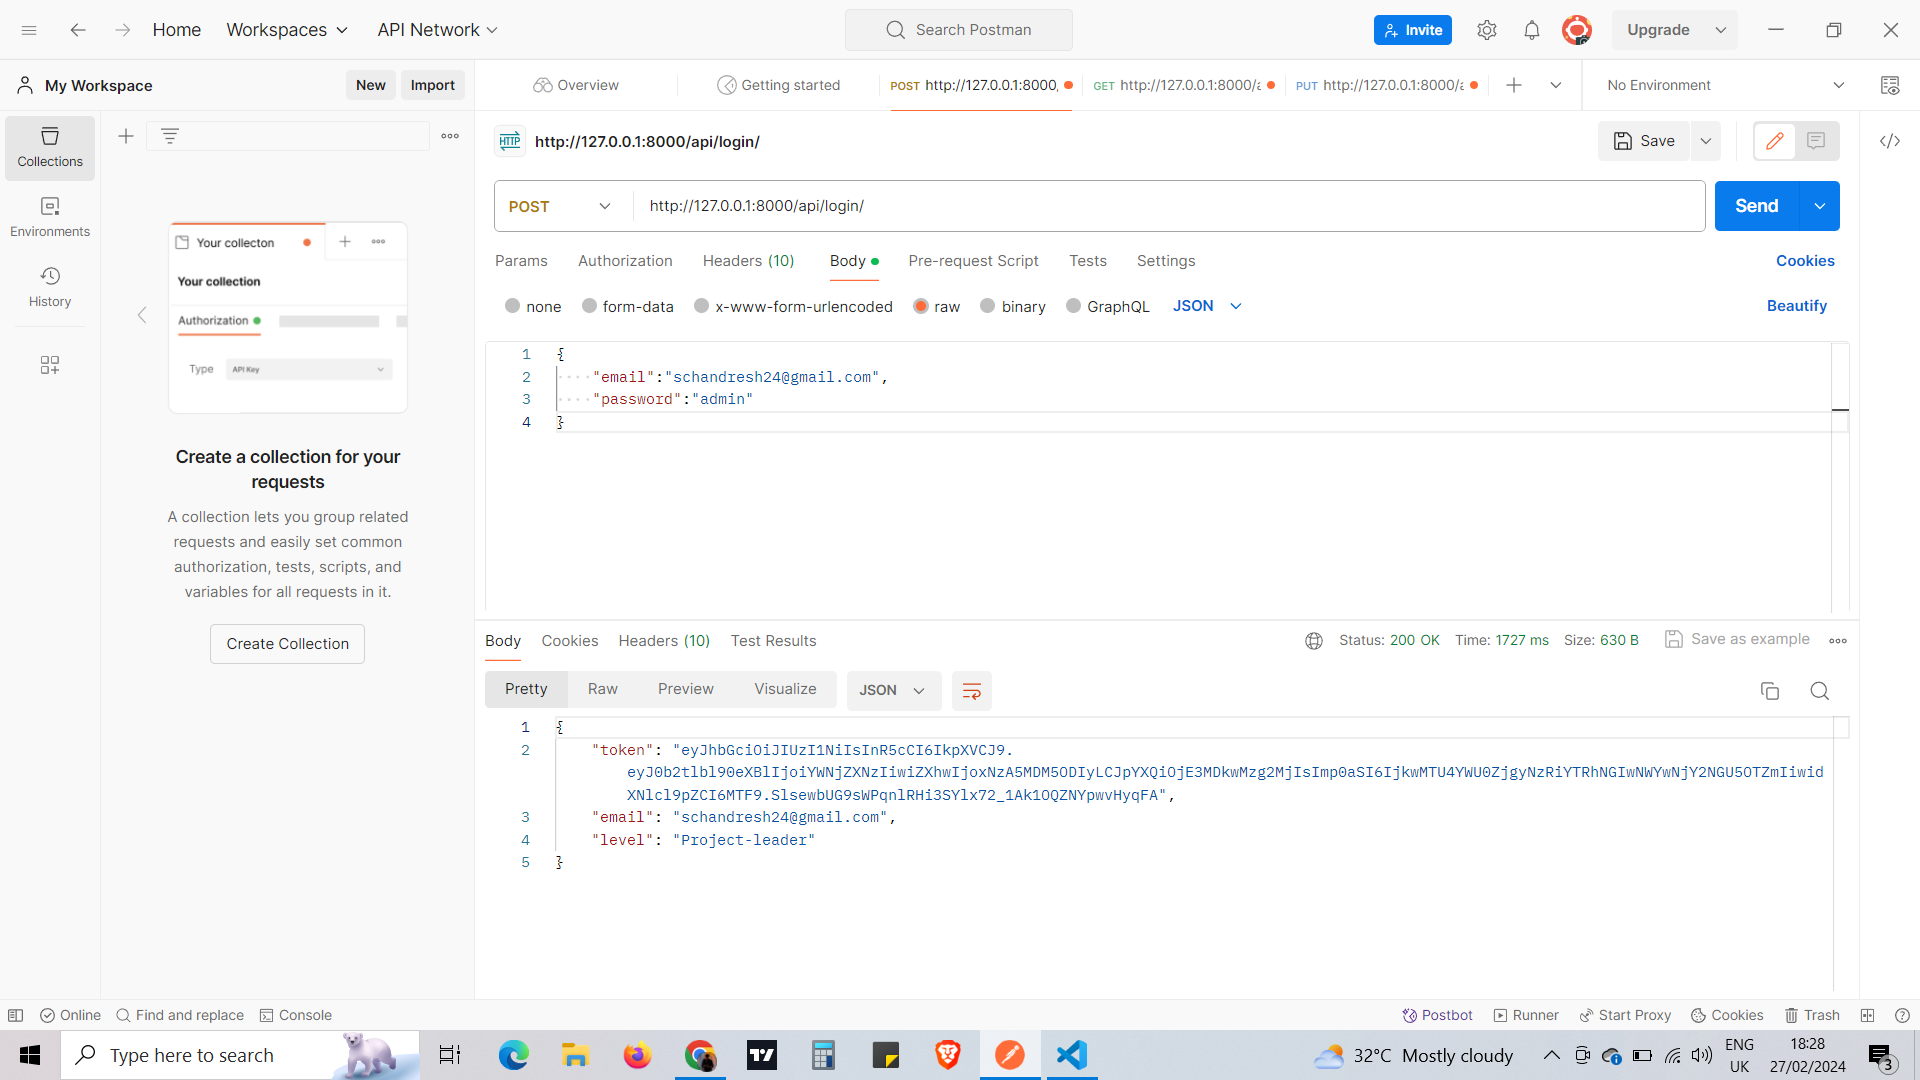 Home
Workspaces
API Network
Search Postman
Invite
Upgrade
My Workspace
New
Import
Overview
Getting started
POST http://127.0.0.1:8000,
GET http://127.0.0.1:8000/a
PUT http://127.0.0.1:8000/a
No Environment
Collections
Environments
History
HTTP
http://127.0.0.1:8000/api/login/
Save
POST
http://127.0.0.1:8000/api/login/
Send
Params
Authorization
Headers (10)
Body
Pre-request Script
Tests
Settings
Cookies
none
form-data
x-www-form-urlencoded
raw
binary
GraphQL
JSON
Beautify
1 {
2 "email":"schandresh24@gmail.com",
3 "password":"admin"
4 }
Your collecton
Your collection
Authorization
Type
API Key
Create a collection for your
requests
A collection lets you group related
requests and easily set common
authorization, tests, scripts, and
variables for all requests in it.
Create Collection
Body
Cookies
Headers (10)
Test Results
Status: 200 OK
Time: 1727 ms
Size: 630 B
Save as example
Pretty
Raw
Preview
Visualize
JSON
1 {
2 "token": "eyJhbGciOiJIUzI1NiIsInR5cCI6IkpXVCJ9.
eyJ0b2tlbl90eXBlIjoiYWNjZXNzIiwiZXhwIjoxNzA5MDM5ODIyLCJpYXQiOjE3MDkwMzg2MjIsImp0aSI6IjkwMTU4YWU0ZjgyNzRiYTRhNGIwNWYwNjY2NGU5OTZmIiwid
XNlcl9pZCI6MTF9.SlsewbUG9sWPqnlRHi3SYlx72_1Ak1OQZNYpwvHyqFA",
3 "email": "schandresh24@gmail.com",
4 "level": "Project-leader"
5 }
Online
Find and replace
Console
Postbot
Runner
Start Proxy
Cookies
Trash
Type here to search
32°C Mostly cloudy
ENG
UK
18:28
27/02/2024
3